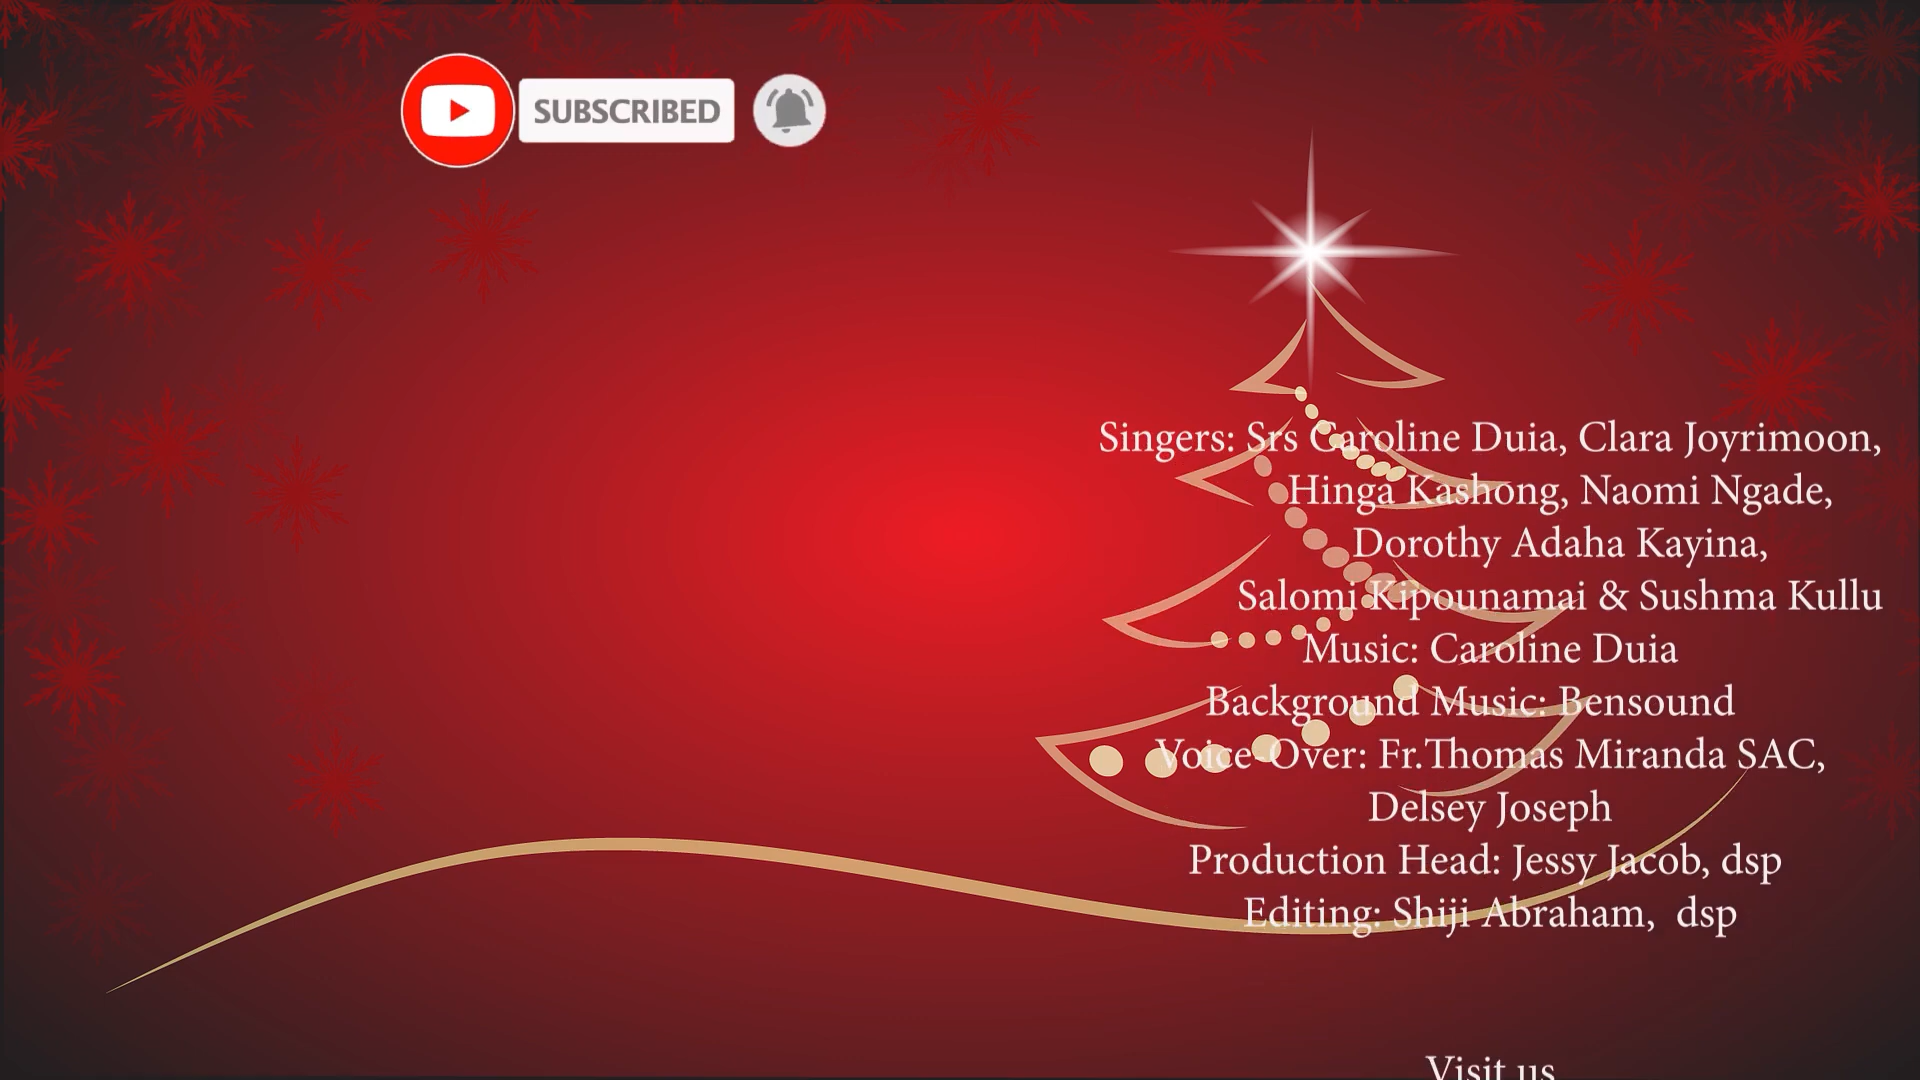 SUBSCRIBED
Singers: Srs Caroline Duia, Clara Joyrimoon,
Hinga Kashong, Naomi Ngade,
Dorothy Adaha Kayina,
Salomi Kipounamai & Sushma Kullu
Music: Caroline Duia
Background Music: Bensound
Voice-Over: Fr.Thomas Miranda SAC,
Delsey Joseph
Production Head: Jessy Jacob, dsp
Editing: Shiji Abraham, dsp
Visit us